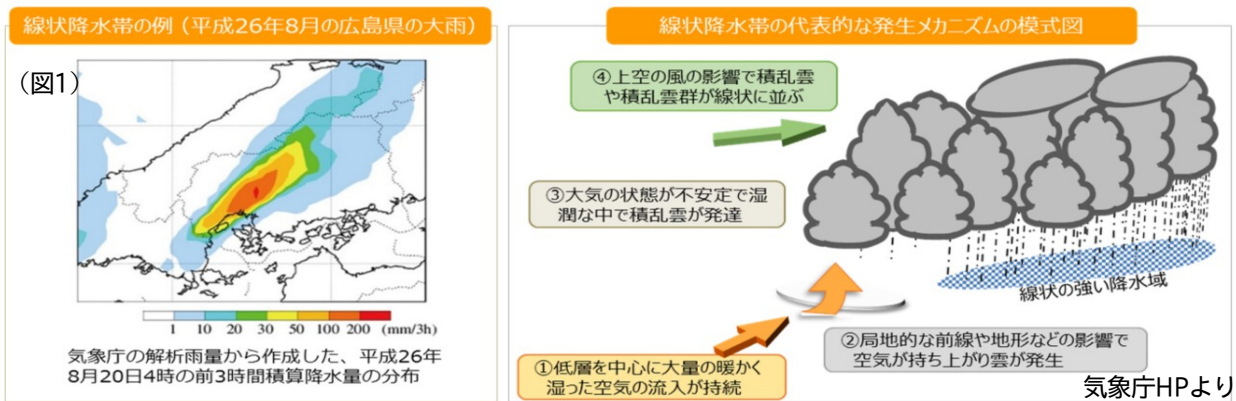 線状降水帯の例（平成26年8月の広島県の大雨）
（図1）
1 10 20 30 50 100 200 (mm/3h)
気象庁の解析雨量から作成した、平成26年
8月20日4時の前3時間積算降水量の分布
線状降水帯の代表的な発生メカニズムの模式図
④上空の風の影響で積乱雲
や積乱雲群が線状に並ぶ
③大気の状態が不安定で湿
潤な中で積乱雲が発達
線状の強い降水域
②局地的な前線や地形などの影響で
空気が持ち上がり雲が発生
①低層を中心に大量の暖かく
湿った空気の流入が持続
気象庁HPより